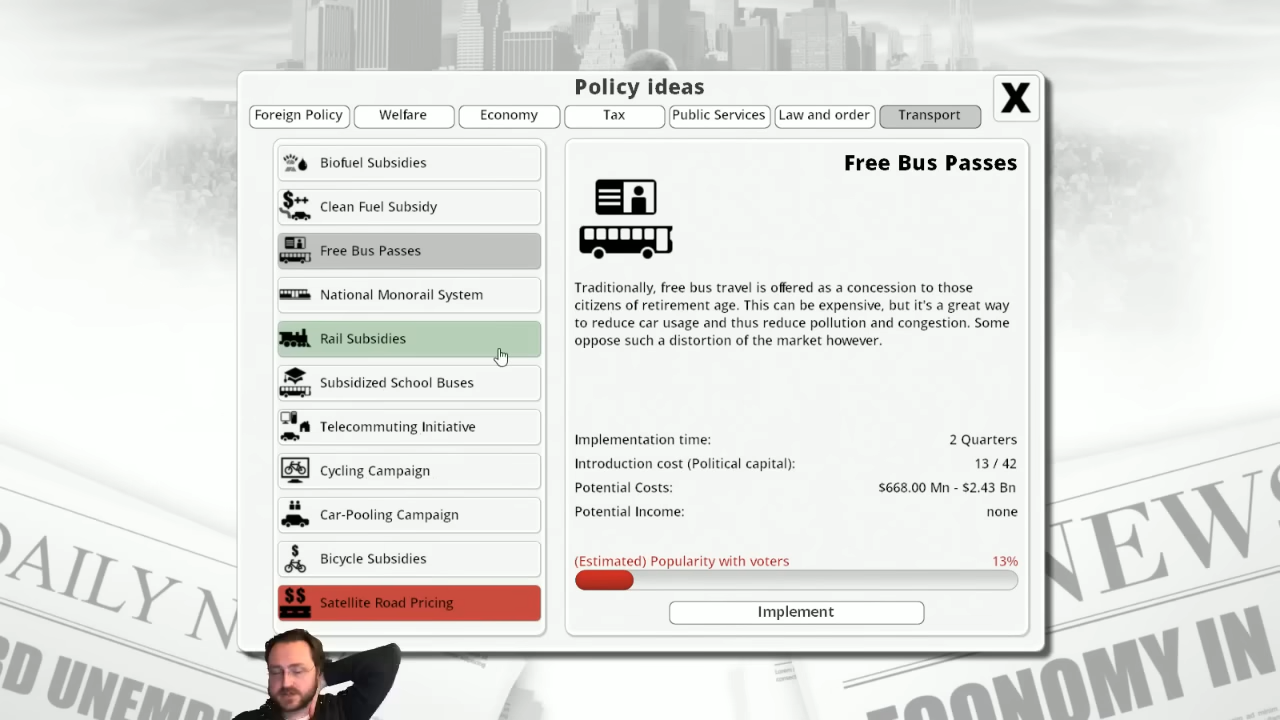 Policy ideas
X
Foreign Policy
Welfare
Economy
Tax
Public Services
Law and order
Transport
Biofuel Subsidies
Clean Fuel Subsidy
Free Bus Passes
National Monorail System
Rail Subsidies
Subsidized School Buses
Telecommuting Initiative
Cycling Campaign
Car-Pooling Campaign
Bicycle Subsidies
Satellite Road Pricing
Free Bus Passes
Traditionally, free bus travel is offered as a concession to those
citizens of retirement age. This can be expensive, but it's a great way
to reduce car usage and thus reduce pollution and congestion. Some
oppose such a distortion of the market however.
Implementation time: 2 Quarters
Introduction cost (Political capital): 13 / 42
Potential Costs: $668.00 Mn - $2.43 Bn
Potential Income: none
(Estimated) Popularity with voters 13%
Implement
DAILY N
NEWS
ECONOMY IN